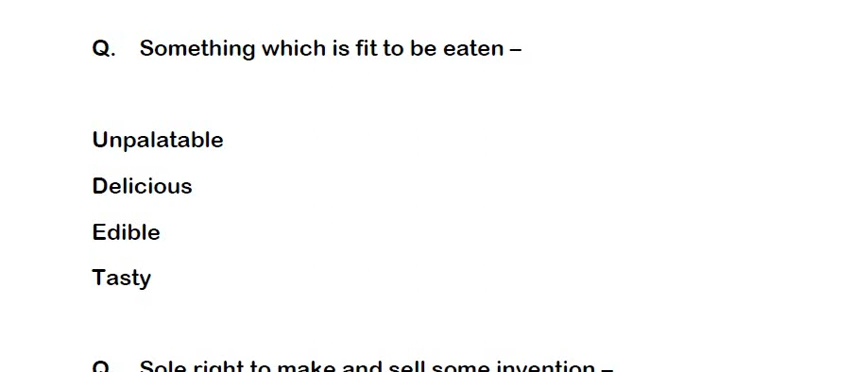 Q. Something which is fit to be eaten –
Unpalatable
Delicious
Edible
Tasty
Q. Sole right to make and sell some invention –